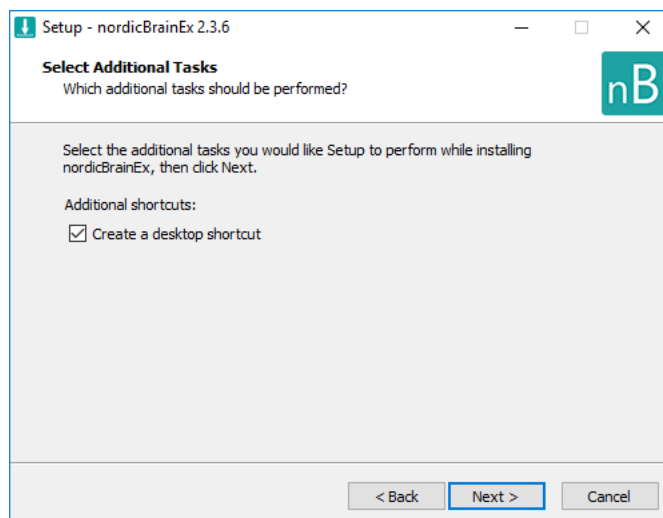 Setup - nordicBrainEx 2.3.6
Select Additional Tasks
Which additional tasks should be performed?
nB
Select the additional tasks you would like Setup to perform while installing
nordicBrainEx, then click Next.
Additional shortcuts:
Create a desktop shortcut
< Back
Next >
Cancel